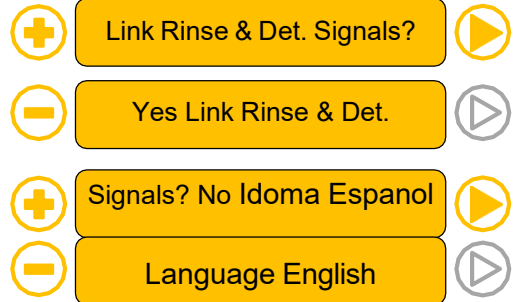 Link Rinse & Det. Signals?
Yes Link Rinse & Det.
Signals? No Idoma Espanol
Language English